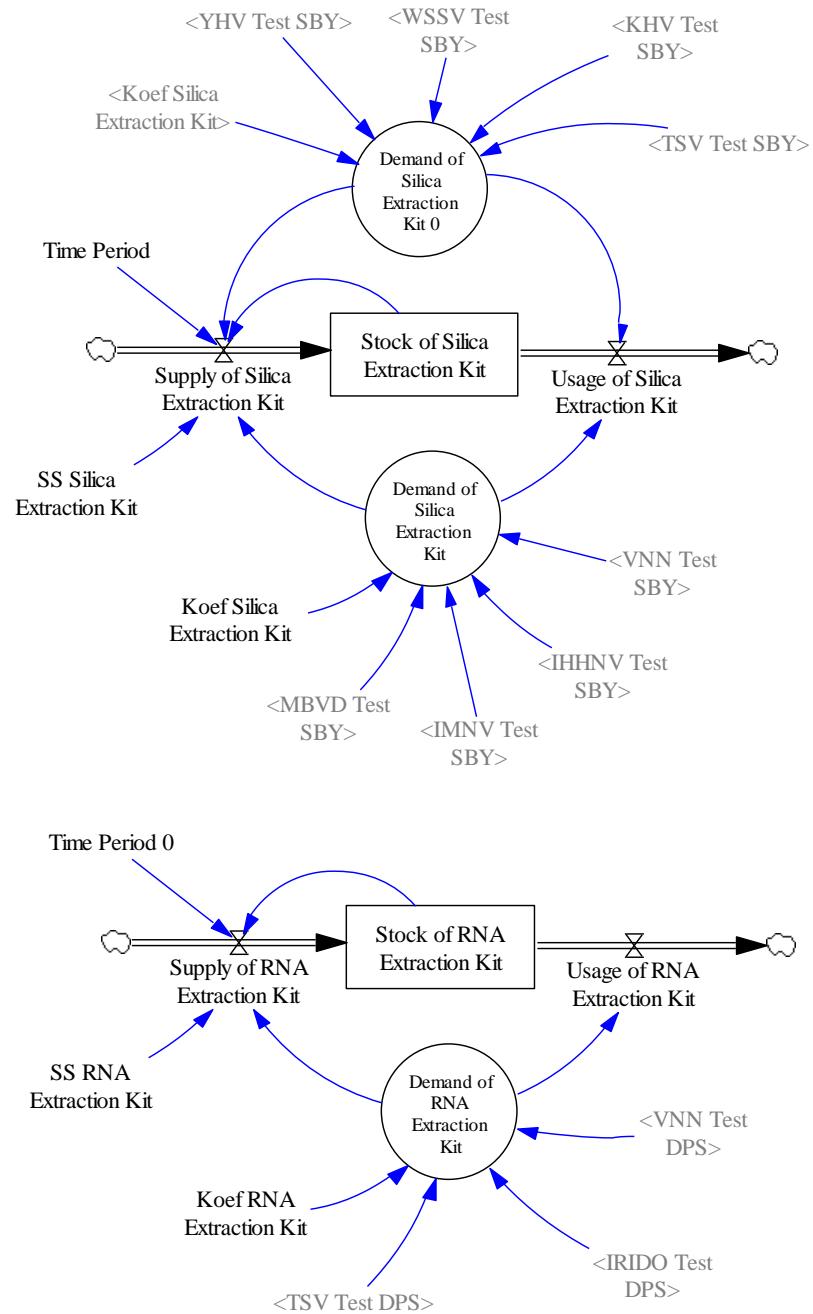 <YHV Test SBY>
<WSSV Test
SBY>
<KHV Test
SBY>
<Koef Silica
Extraction Kit>
<TSV Test SBY>
Demand of
Silica
Extraction
Kit 0
Time Period
Stock of Silica
Extraction Kit
Supply of Silica
Extraction Kit
Usage of Silica
Extraction Kit
SS Silica
Extraction Kit
Demand of
Silica
Extraction
Kit
<VNN Test
SBY>
Koef Silica
Extraction Kit
<IHHNV Test
SBY>
<MBVD Test
SBY>
<IMNV Test
SBY>
Time Period 0
Stock of RNA
Extraction Kit
Supply of RNA
Extraction Kit
Usage of RNA
Extraction Kit
SS RNA
Extraction Kit
Demand of
RNA
Extraction
Kit
<VNN Test
DPS>
Koef RNA
Extraction Kit
<IRIDO Test
DPS>
<TSV Test DPS>